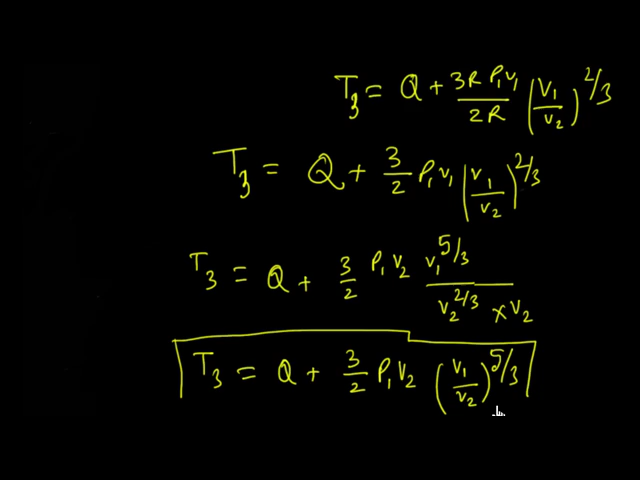 T₃ = Q + 3R P₁V₁/2R (V₁/V₂)^2/3
T₃ = Q + 3/2 P₁V₁ (V₁/V₂)^2/3
T₃ = Q + 3/2 P₁V₂ V₁^5/3 / V₂^2/3 × V₂
T₃ = Q + 3/2 P₁V₂ (V₁/V₂)^5/3